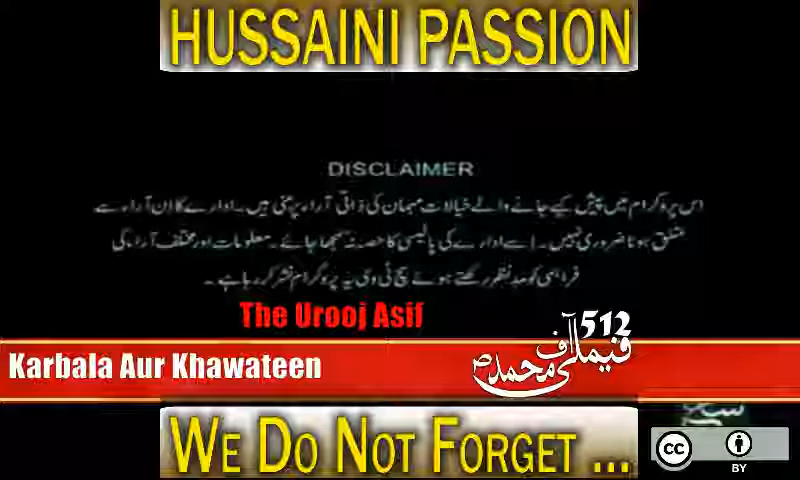 HUSSAINI PASSION
DISCLAIMER
اس پروگرام میں پیش کیے جانے والے خیالات مہمان کی ذاتی آراء پر مبنی ہیں۔ ادارے کا ان آراء سے
متفق ہونا ضروری نہیں۔ اسے ادارے کی پالیسی کا حصہ نہ سمجھا جائے۔ معلومات اور مختلف آراء کی
فراہمی کو مدنظر رکھتے ہوئے سچ ٹی وی یہ پروگرام نشر کر رہا ہے۔
The Urooj Asif
512
Karbala Aur Khawateen
فیملی آف محمد ص
WE DO NOT FORGET ...
cc
BY